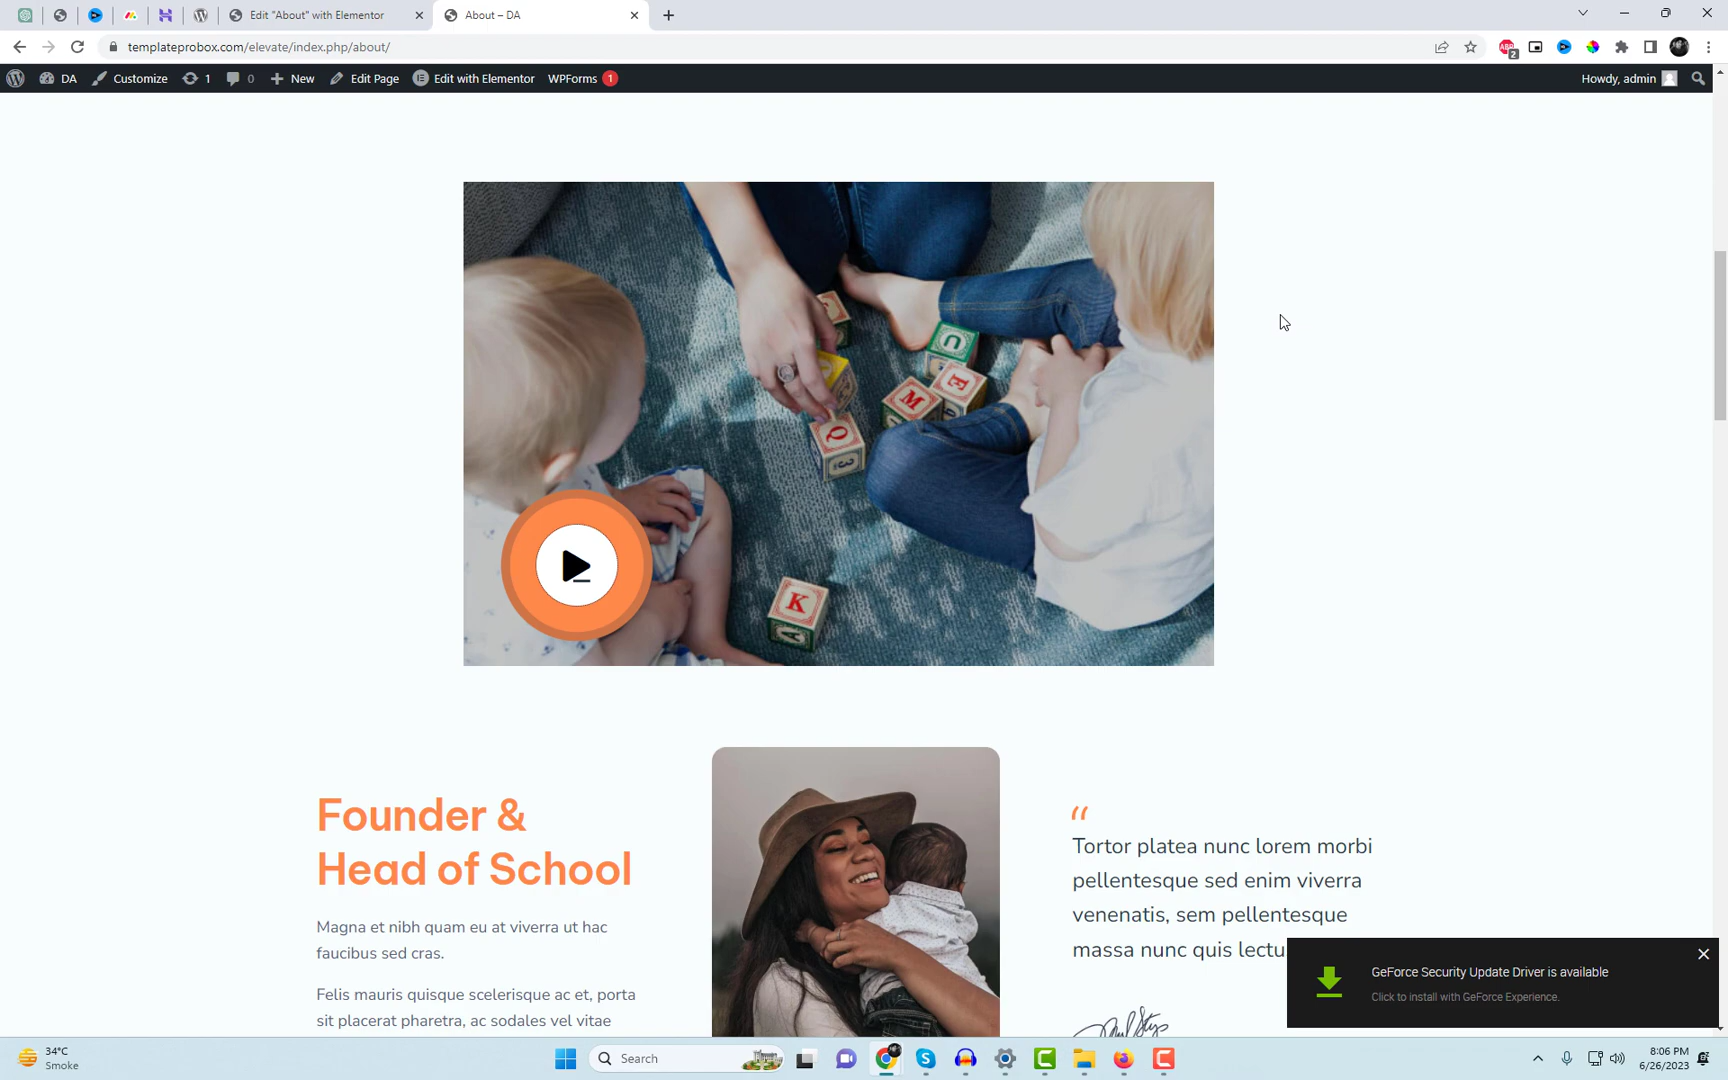 Edit "About" with Elementor
About – DA
templateprobox.com/elevate/index.php/about/
ABP
2
DA
Customize
1
0
New
Edit Page
Edit with Elementor
WPForms
1
Howdy, admin
U
E
M
Q
3
K
A
Founder &
Head of School
Magna et nibh quam eu at viverra ut hac
faucibus sed cras.
Felis mauris quisque scelerisque ac et, porta
sit placerat pharetra, ac sodales vel vitae
“
Tortor platea nunc lorem morbi
pellentesque sed enim viverra
venenatis, sem pellentesque
massa nunc quis lectu
GeForce Security Update Driver is available
Click to install with GeForce Experience.
34°C
Smoke
Search
8:06 PM
6/26/2023